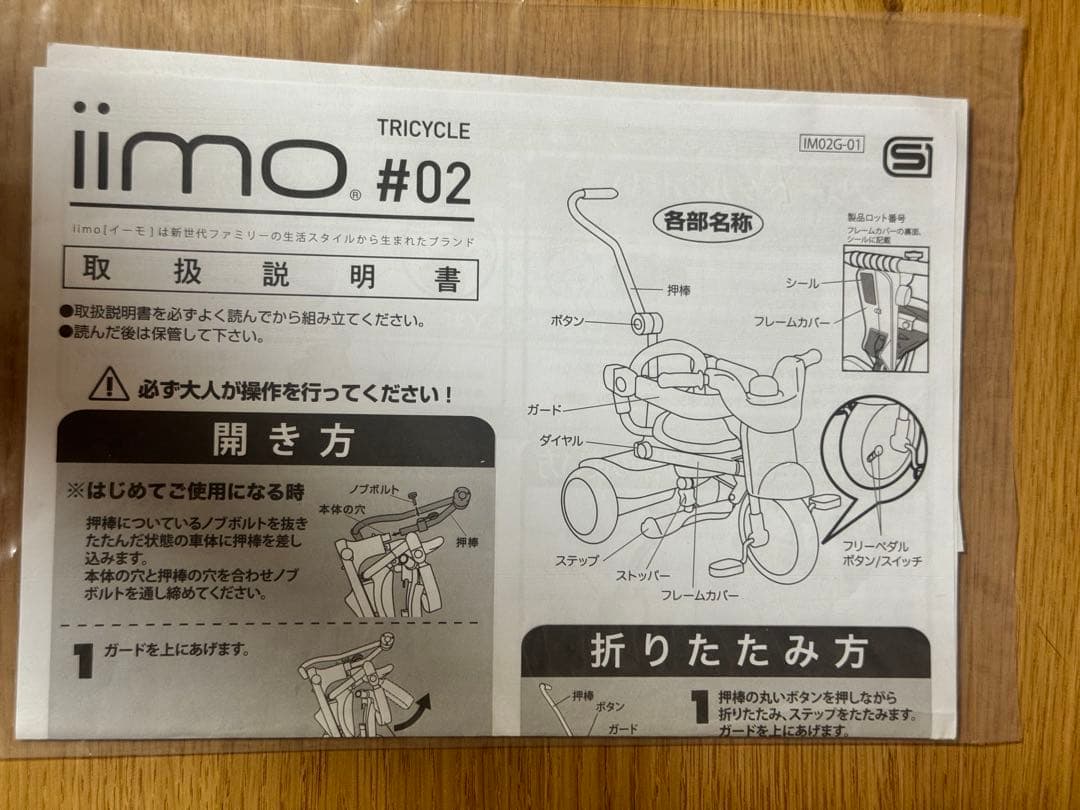 iimo®
TRICYCLE
#02
iimo[イーモ]は新世代ファミリーの生活スタイルから生まれたブランド
取扱説明書
●取扱説明書を必ずよく読んでから組み立てください。
●読んだ後は保管して下さい。
必ず大人が操作を行ってください！
開き方
※はじめてご使用になる時
押棒についているノブボルトを抜き
たたんだ状態の車体に押棒を差し
込みます。
本体の穴と押棒の穴を合わせノブ
ボルトを通し締めてください。
ノブボルト
本体の穴
押棒
1 ガードを上にあげます。
IM02G-01
S
各部名称
製品ロット番号
フレームカバーの裏面、
シールに記載
シール
フレームカバー
押棒
ボタン
ガード
ダイヤル
ステップ
ストッパー
フレームカバー
フリーペダル
ボタン/スイッチ
折りたたみ方
押棒
ボタン
ガード
1 押棒の丸いボタンを押しながら
折りたたみ、ステップをたたみます。
ガードを上にあげます。